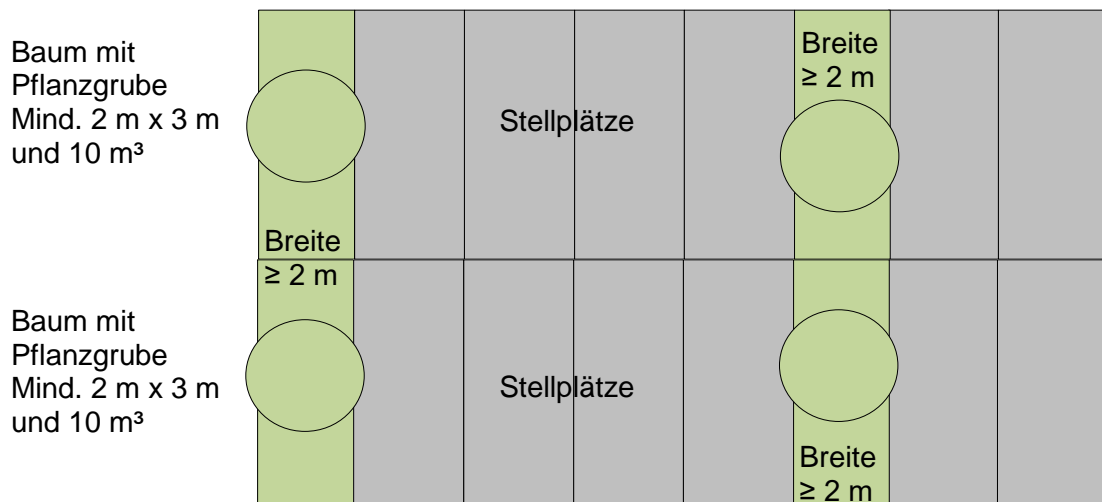 Baum mit
Pflanzgrube
Mind. 2 m x 3 m
und 10 m³
Breite
≥ 2 m
Stellplätze
Breite
≥ 2 m
Baum mit
Pflanzgrube
Mind. 2 m x 3 m
und 10 m³
Stellplätze
Breite
≥ 2 m